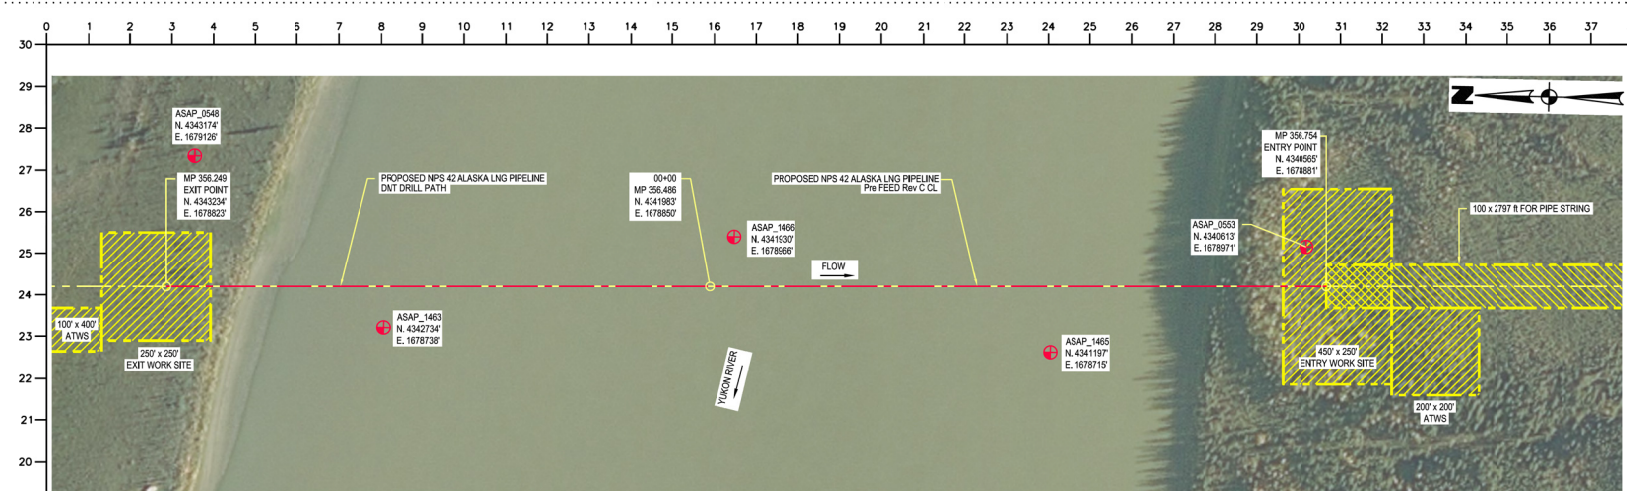 0 2 3 4 5 6 7 8 9 10 11 12 13 14 15 16 17 18 19 20 21 22 23 24 25 26 27 28 29 30 31 32 33 34 35 36 37
30
29
28
27
26
25
24
23
22
21
20
ASAP_0548
N. 4343174'
E. 1679126'
MP 356.249
EXIT POINT
N. 4343234'
E. 1678823'
100' x 400'
ATWS
250' x 250'
EXIT WORK SITE
PROPOSED NPS 42 ALASKA LNG PIPELINE
DMT DRILL PATH
ASAP_1463
N. 4342734'
E. 1678738'
00+00
MP 356.486
N. 4341983'
E. 1678850'
ASAP_1466
N. 4341930'
E. 1678966'
YUKON RIVER
FLOW
PROPOSED NPS 42 ALASKA LNG PIPELINE
Pre FEED Rev C CL
ASAP_1465
N. 4341197'
E. 1678715'
ASAP_0553
N. 4340613'
E. 1678971'
MP 356.754
ENTRY POINT
N. 4340565'
E. 1678881'
450' x 250'
ENTRY WORK SITE
200' x 200'
ATWS
100 x 2797 ft FOR PIPE STRING
N